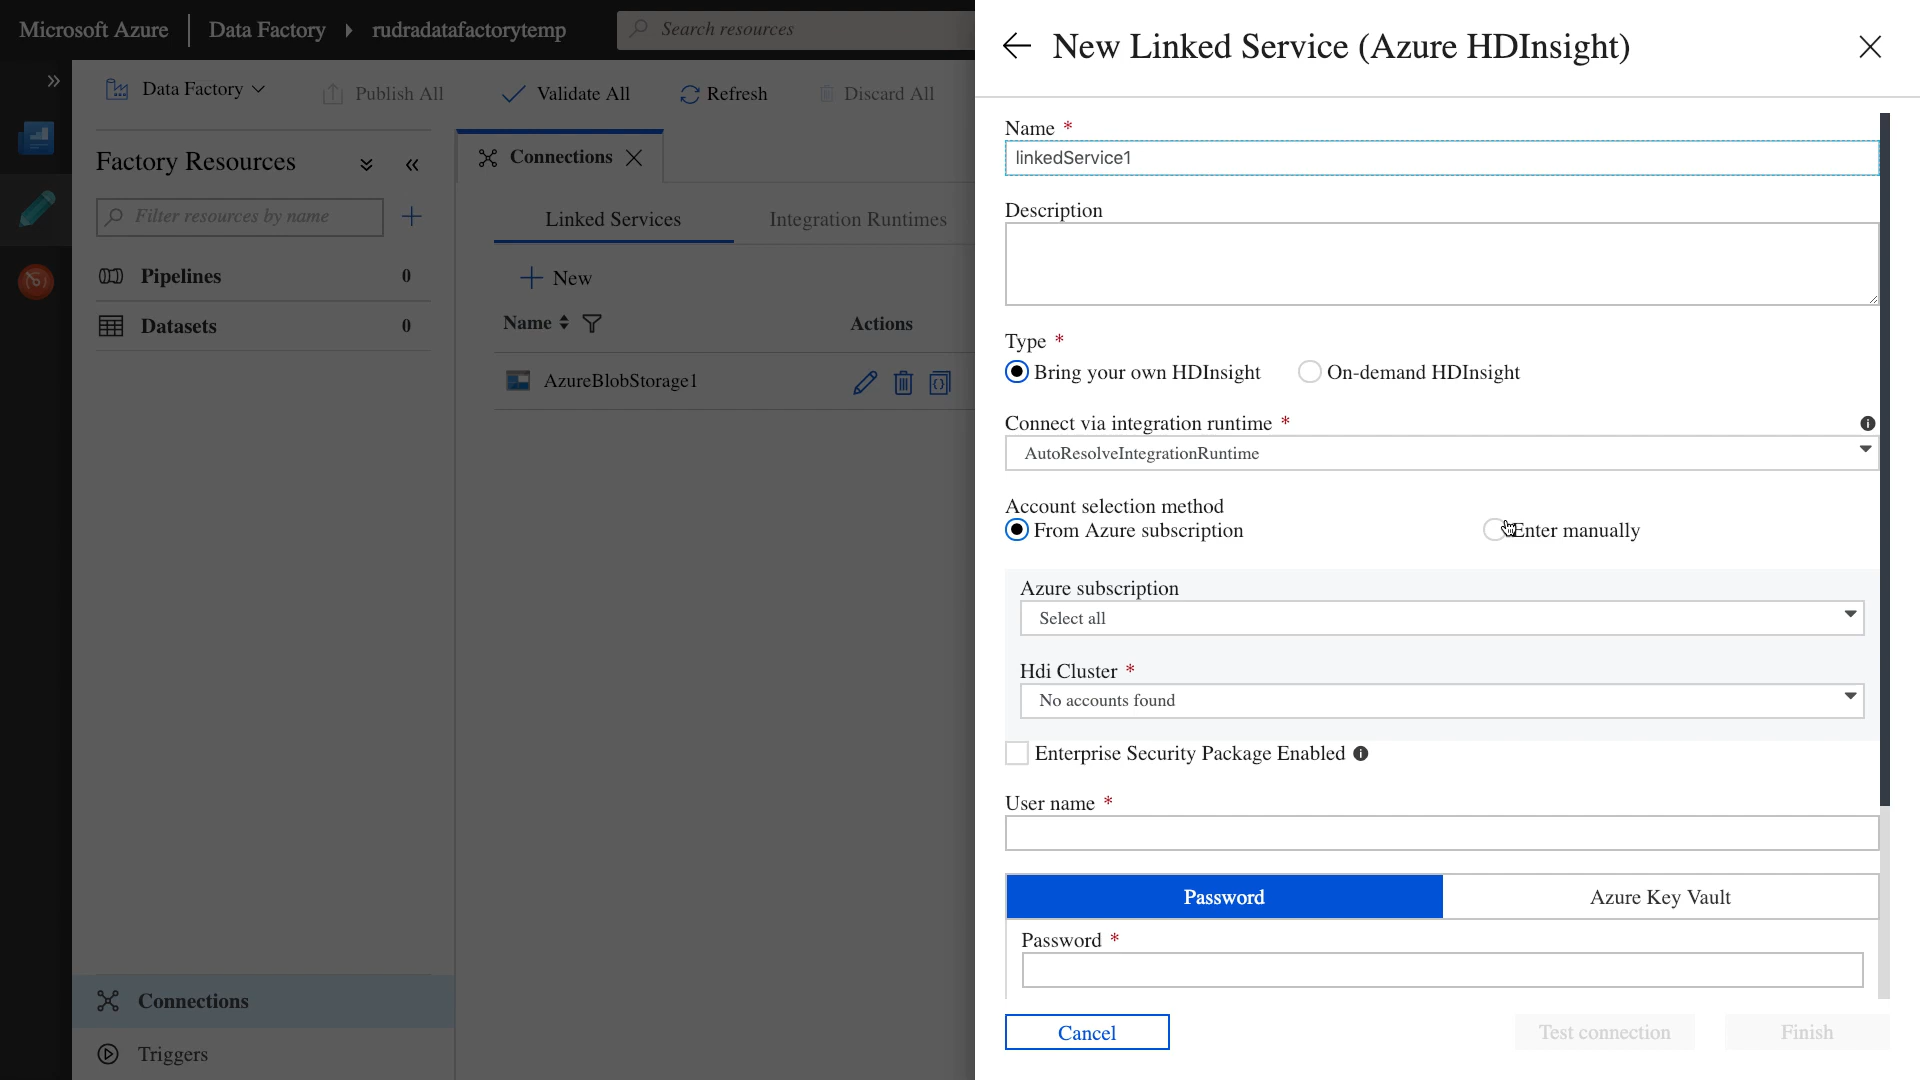 Microsoft Azure
Data Factory
rudradatafactorytemp
Search resources
Data Factory
Publish All
Validate All
Refresh
Discard All
Factory Resources
Filter resources by name
Pipelines 0
Datasets 0
Connections
Triggers
Connections
Linked Services
Integration Runtimes
New
Name
Actions
AzureBlobStorage1
New Linked Service (Azure HDInsight)
Name *
linkedService1
Description
Type *
Bring your own HDInsight
On-demand HDInsight
Connect via integration runtime *
AutoResolveIntegrationRuntime
Account selection method
From Azure subscription
Enter manually
Azure subscription
Select all
Hdi Cluster *
No accounts found
Enterprise Security Package Enabled
User name *
Password
Azure Key Vault
Password *
Cancel
Test connection
Finish